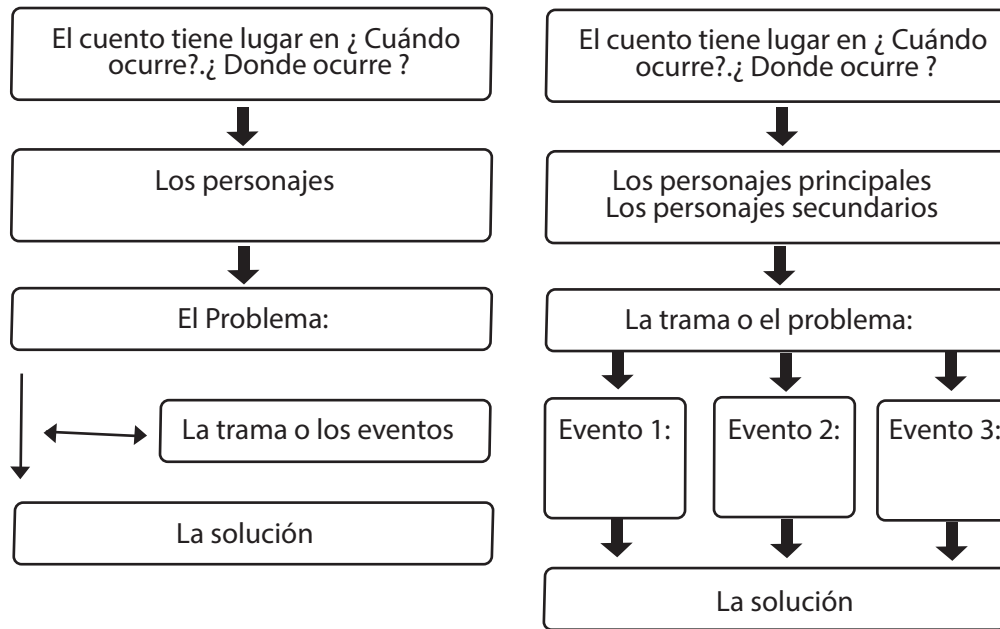 El cuento tiene lugar en ¿ Cuándo
ocurre?.¿ Donde ocurre ?
Los personajes
El Problema:
La trama o los eventos
La solución
El cuento tiene lugar en ¿ Cuándo
ocurre?.¿ Donde ocurre ?
Los personajes principales
Los personajes secundarios
La trama o el problema:
Evento 1:
Evento 2:
Evento 3:
La solución